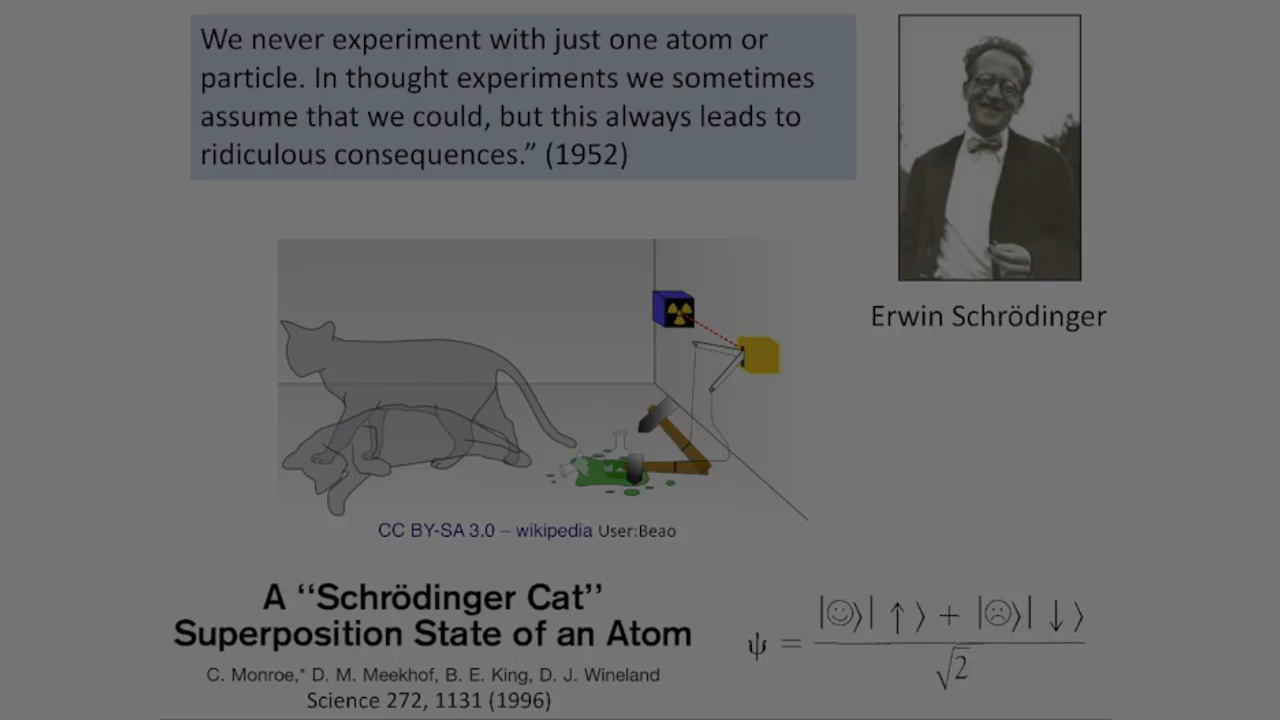 We never experiment with just one atom or
particle. In thought experiments we sometimes
assume that we could, but this always leads to
ridiculous consequences.” (1952)
Erwin Schrödinger
CC BY-SA 3.0 – wikipedia User:Beao
A ‘‘Schrödinger Cat’’
Superposition State of an Atom
C. Monroe,* D. M. Meekhof, B. E. King, D. J. Wineland
Science 272, 1131 (1996)
ψ = |☺⟩| ↑ ⟩ + |☹⟩| ↓ ⟩
√2